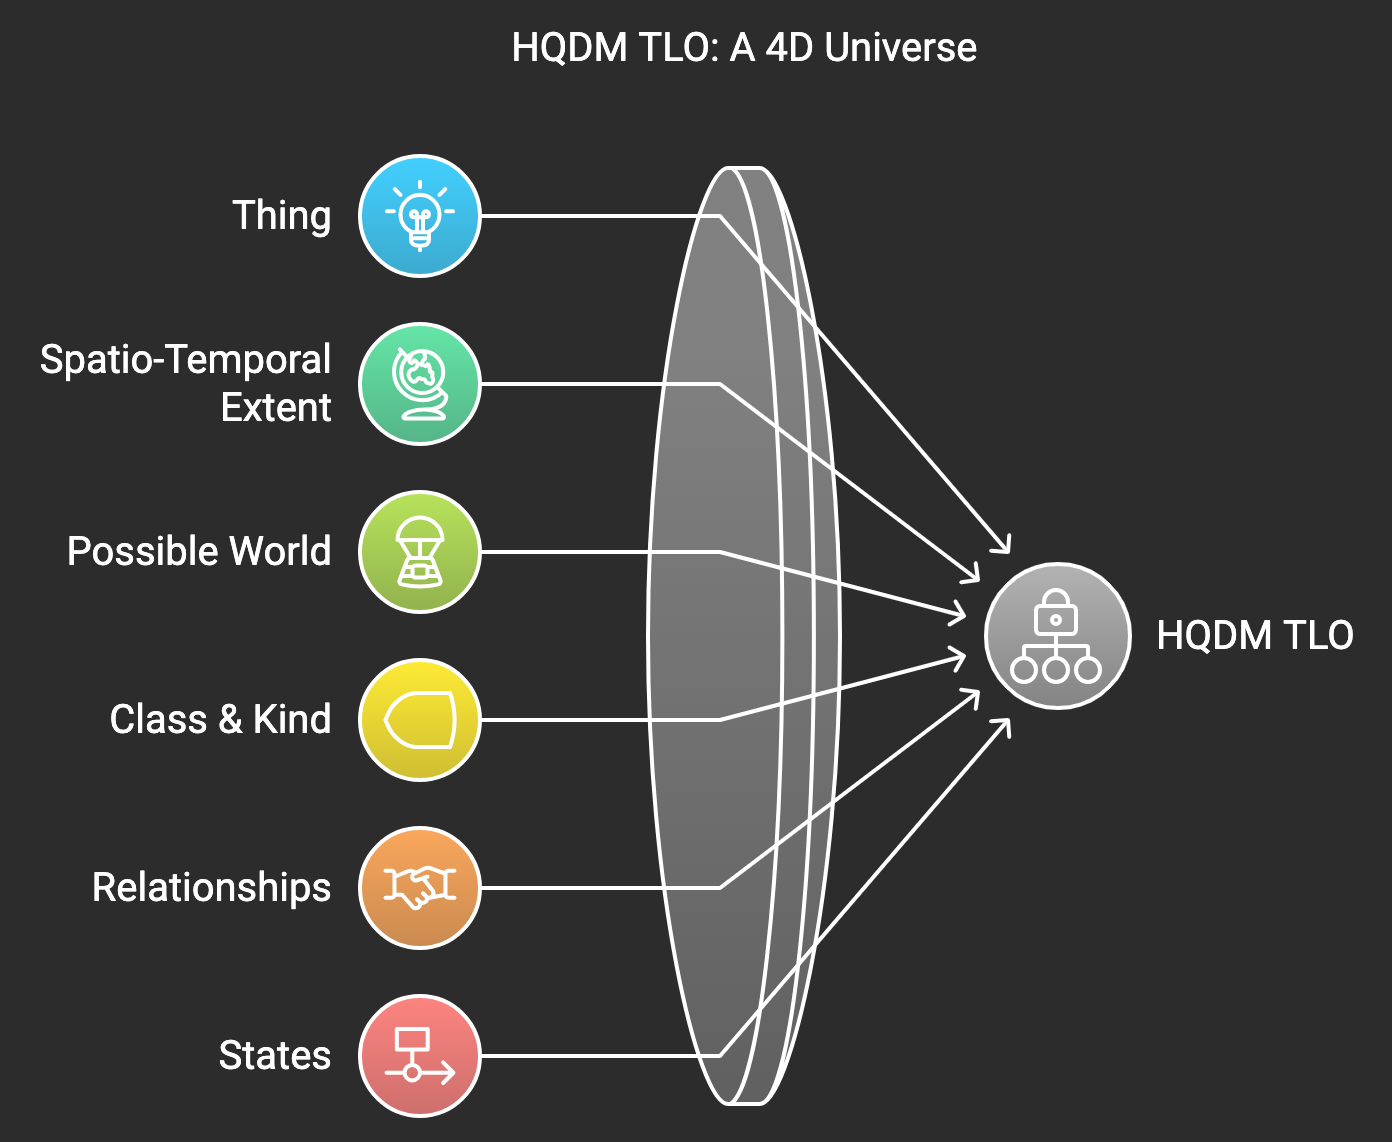 HQDM TLO: A 4D Universe
Thing
Spatio-Temporal
Extent
Possible World
Class & Kind
Relationships
States
HQDM TLO